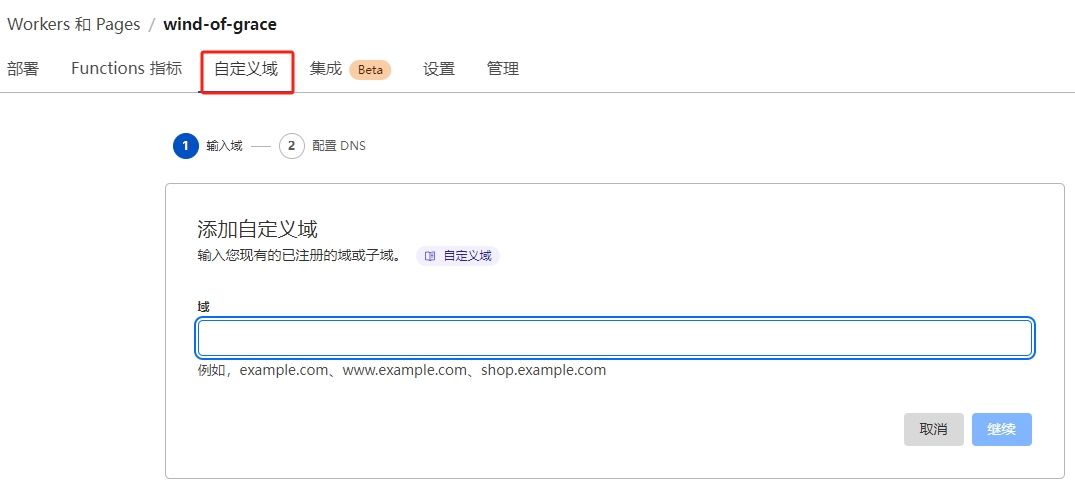 Workers 和 Pages / wind-of-grace
部署 Functions 指标 自定义域 集成 Beta 设置 管理
1 输入域 2 配置 DNS
添加自定义域
输入您现有的已注册的域或子域。 自定义域
域
例如，example.com、www.example.com、shop.example.com
取消 继续